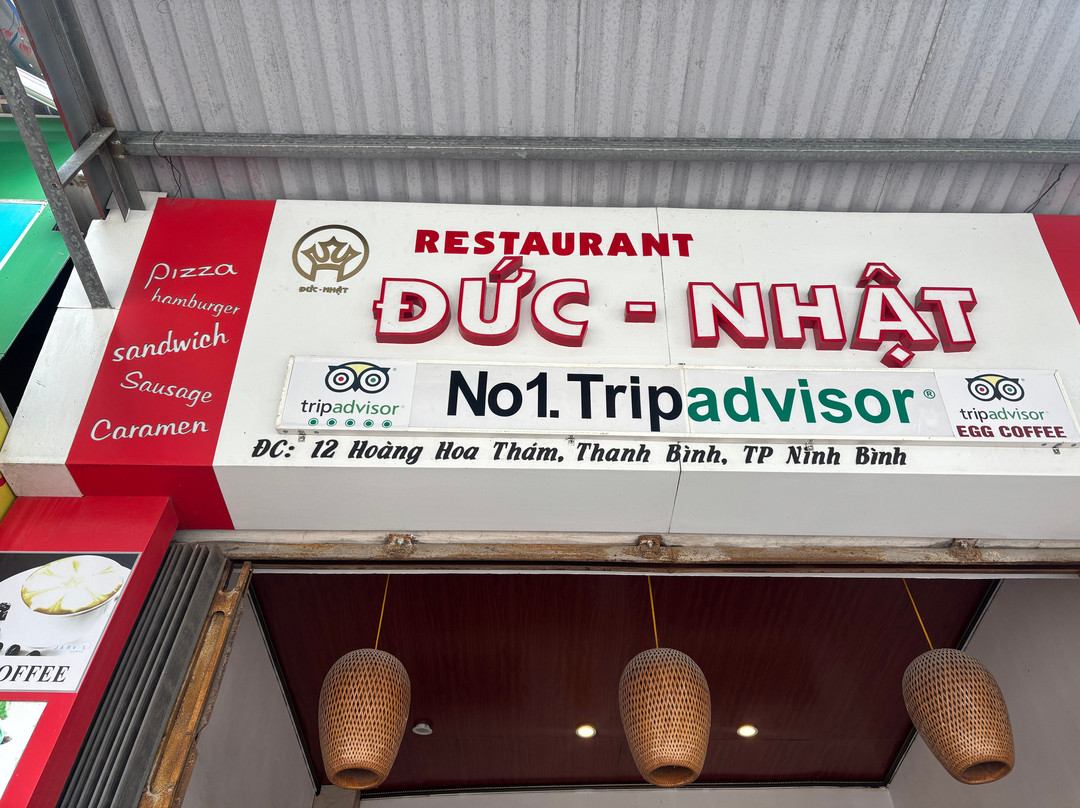 RESTAURANT
ĐỨC-NHẬT
ĐỨC - NHẬT
Pizza
hamburger
sandwich
Sausage
Caramen
tripadvisor
No1. Tripadvisor®
tripadvisor
EGG COFFEE
ĐC: 12 Hoàng Hoa Thám, Thanh Bình, TP Ninh Bình
OFFEE